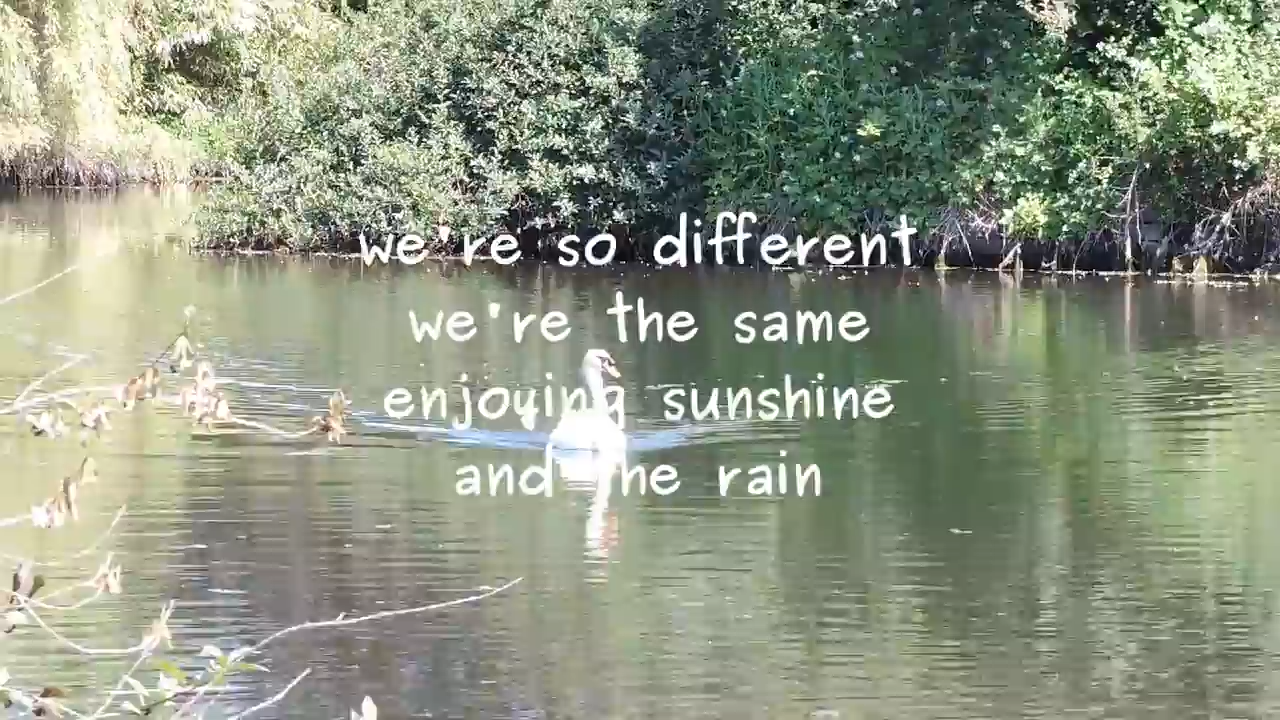 we're so different
we're the same
enjoying sunshine
and the rain